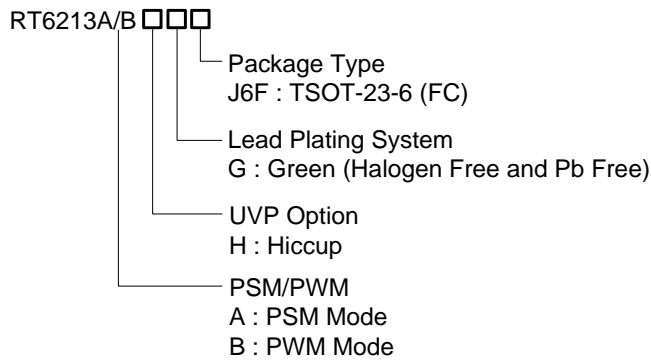 RT6213A/B
Package Type
J6F : TSOT-23-6 (FC)
Lead Plating System
G : Green (Halogen Free and Pb Free)
UVP Option
H : Hiccup
PSM/PWM
A : PSM Mode
B : PWM Mode